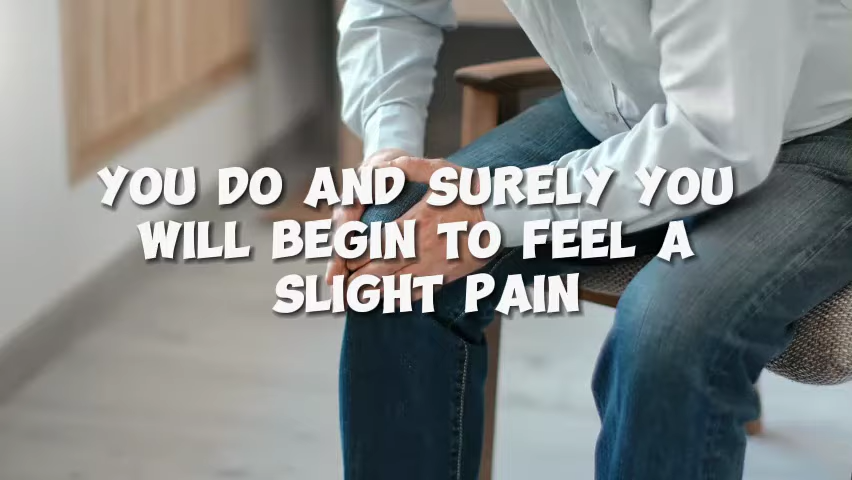 YOU DO AND SURELY YOU
WILL BEGIN TO FEEL A
SLIGHT PAIN